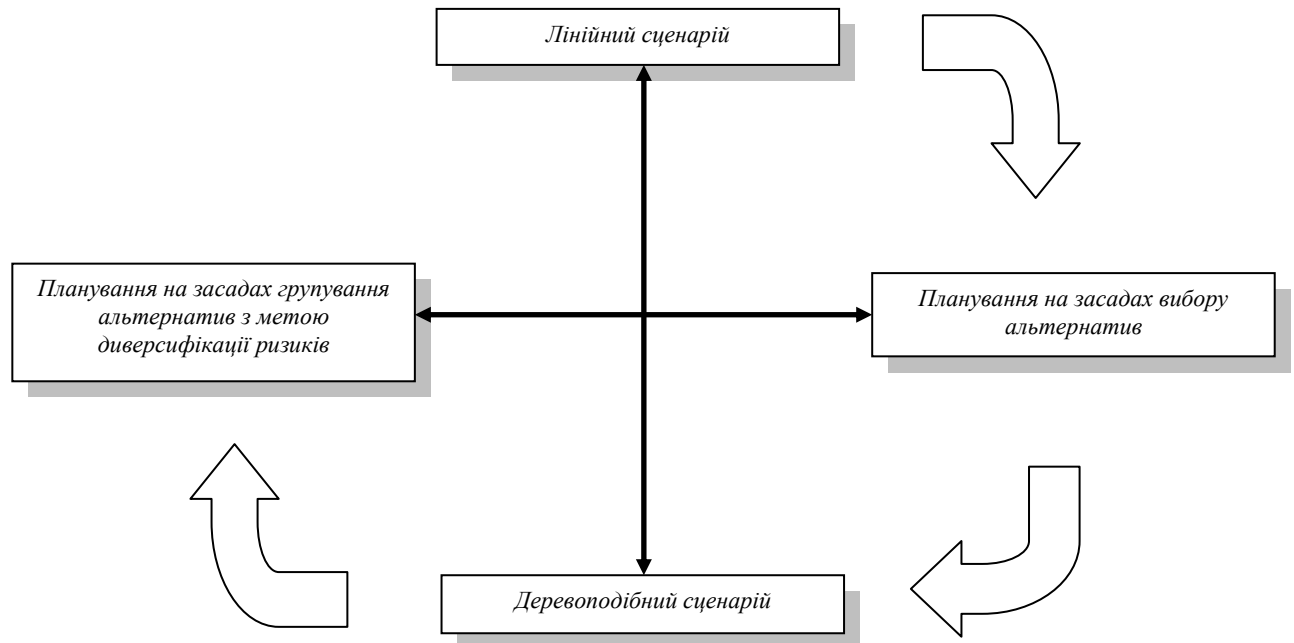 Лінійний сценарій
Планування на засадах групування
альтернатив з метою
диверсифікації ризиків
Планування на засадах вибору
альтернатив
Деревоподібний сценарій